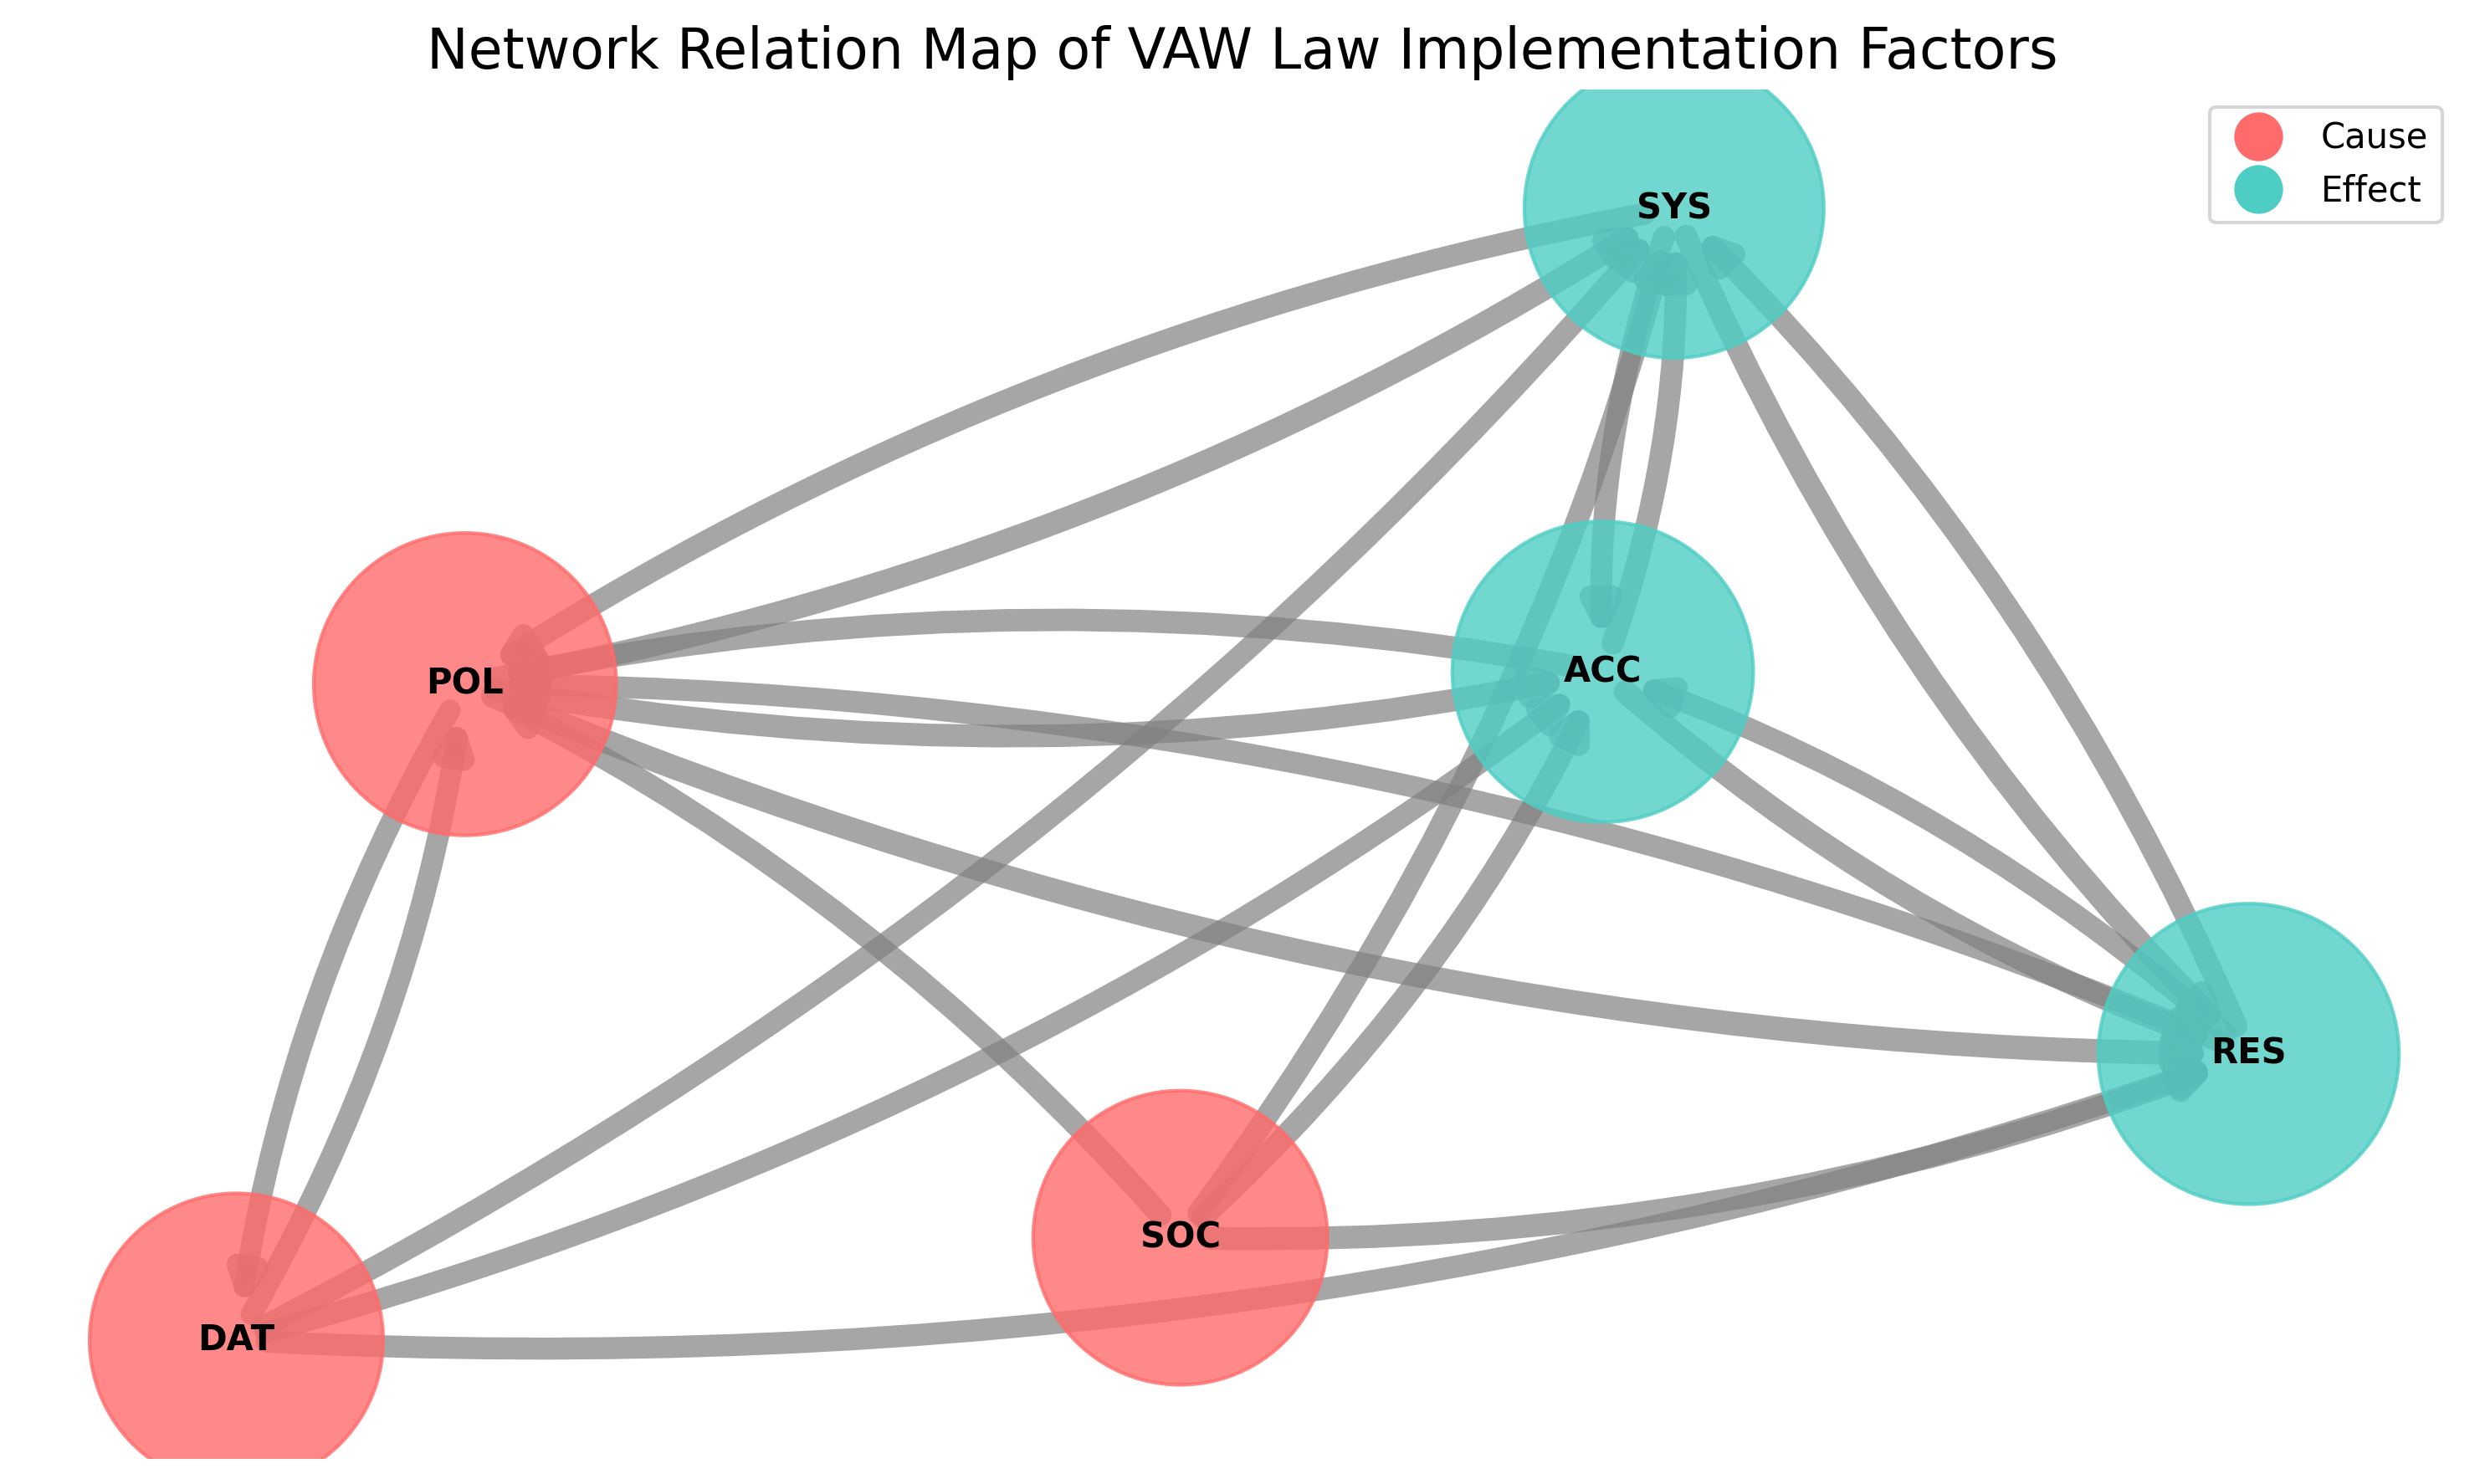 Network Relation Map of VAW Law Implementation Factors
Cause
Effect
SYS
POL
ACC
RES
SOC
DAT